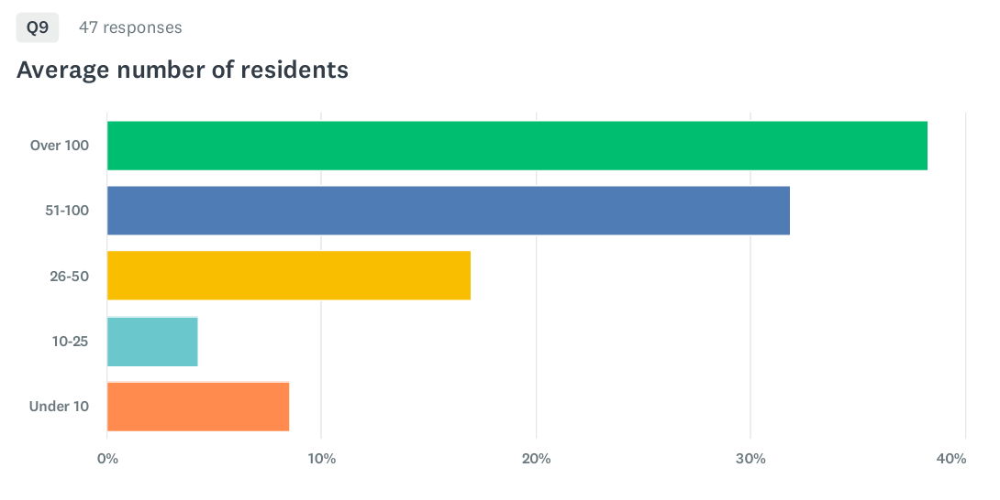 Q9 47 responses
Average number of residents
Over 100
51-100
26-50
10-25
Under 10
0% 10% 20% 30% 40%